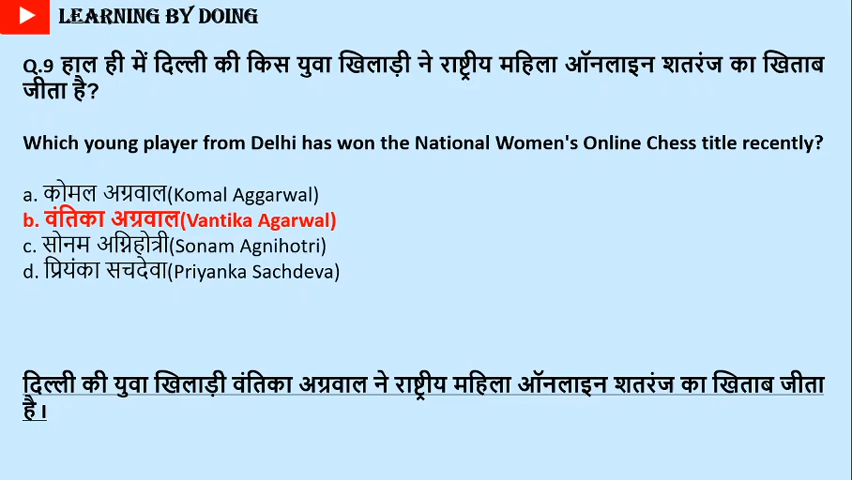 LEARNING BY DOING
Q.9 हाल ही में दिल्ली की किस युवा खिलाड़ी ने राष्ट्रीय महिला ऑनलाइन शतरंज का खिताब
जीता है?
Which young player from Delhi has won the National Women's Online Chess title recently?
a. कोमल अग्रवाल(Komal Aggarwal)
b. वंतिका अग्रवाल(Vantika Agarwal)
c. सोनम अग्निहोत्री(Sonam Agnihotri)
d. प्रियंका सचदेवा(Priyanka Sachdeva)
दिल्ली की युवा खिलाड़ी वंतिका अग्रवाल ने राष्ट्रीय महिला ऑनलाइन शतरंज का खिताब जीता
है।